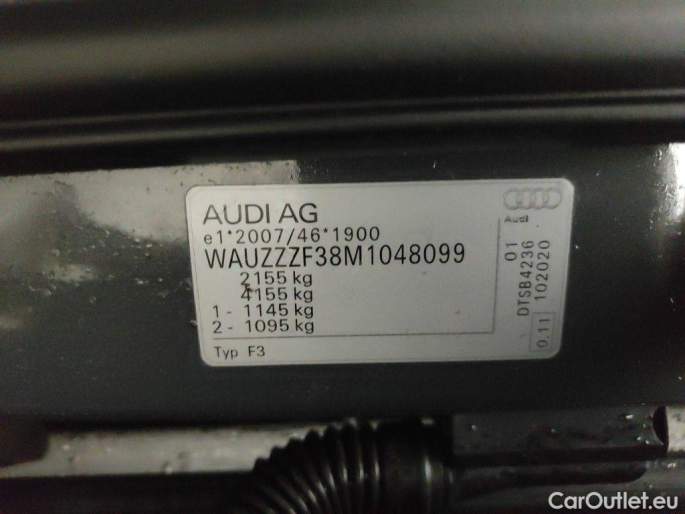 AUDI AG
e1*2007/46*1900
WAUZZZF38M1048099
2155 kg
4155 kg
1 - 1145 kg
2 - 1095 kg
Typ F3
Audi
01
DTSB4236
102020
0.11
CarOutlet.eu